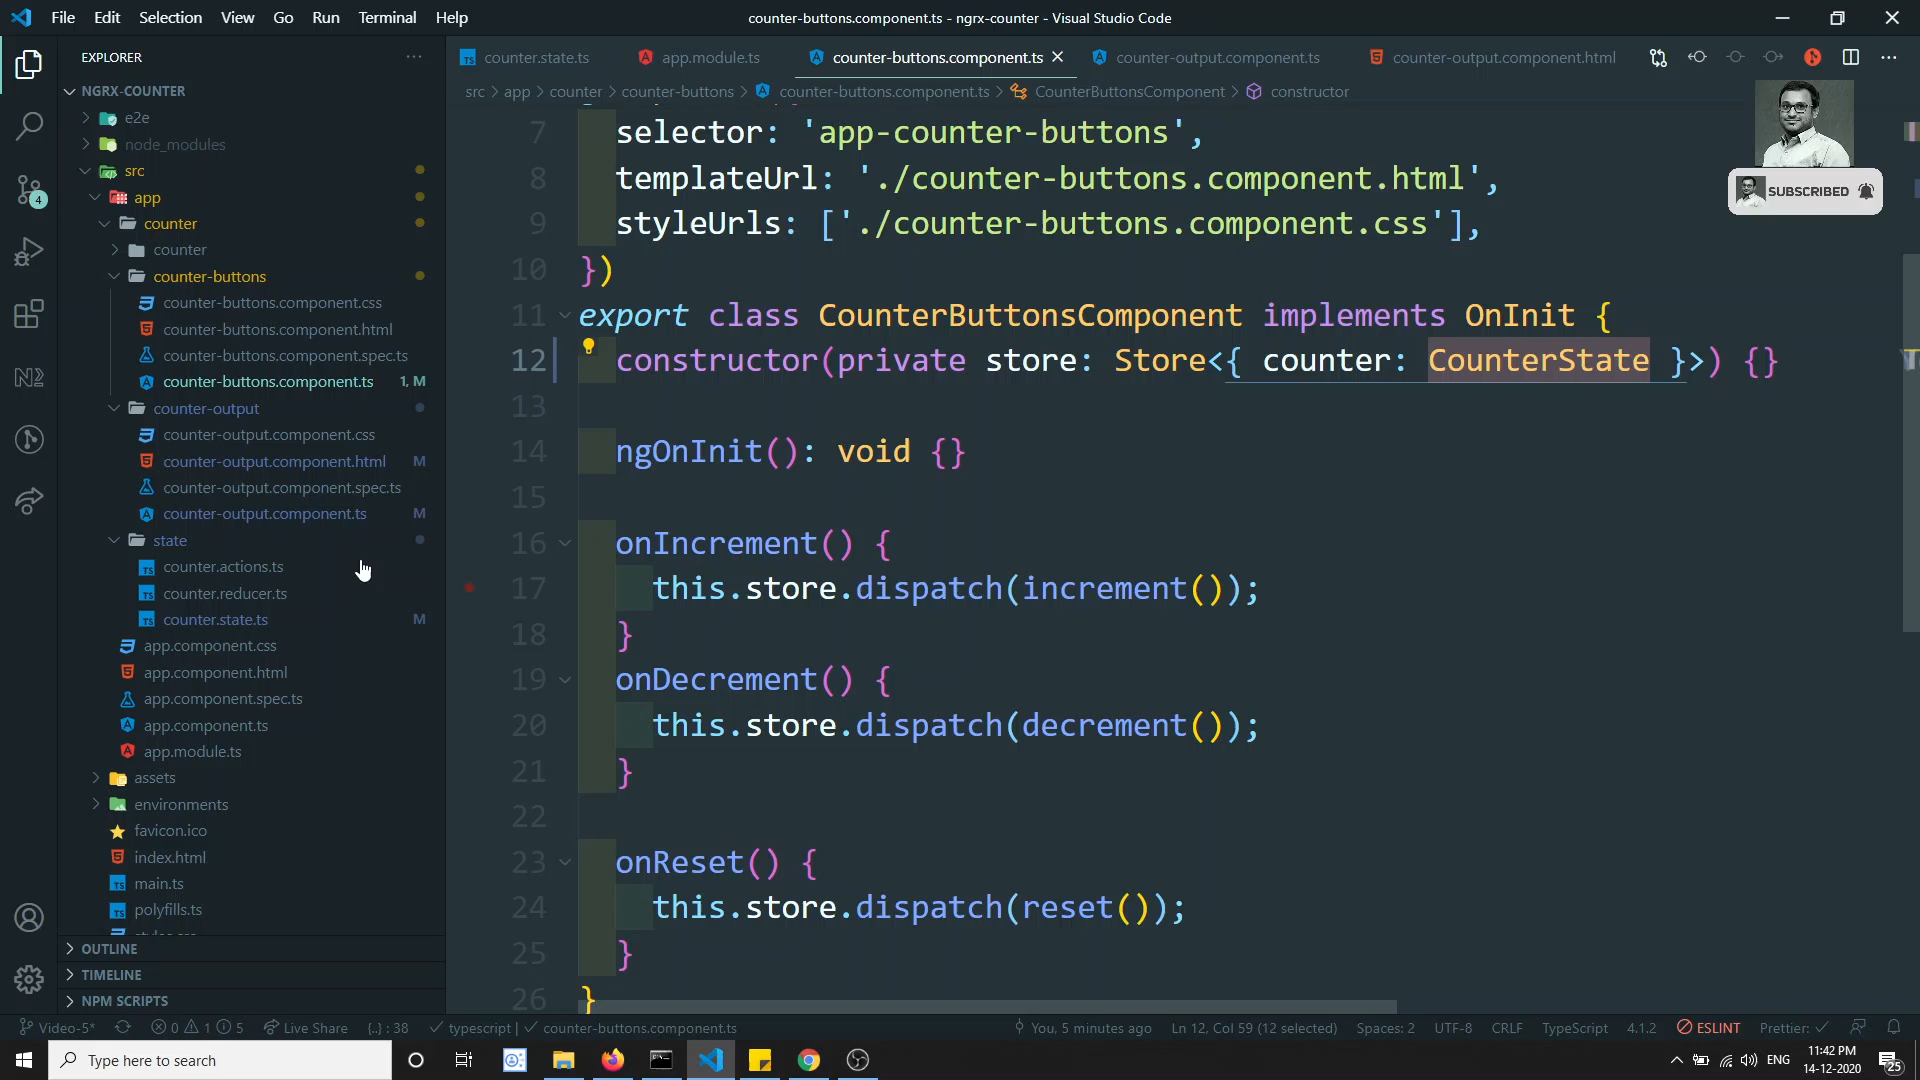 File Edit Selection View Go Run Terminal Help
counter-buttons.component.ts - ngrx-counter - Visual Studio Code
EXPLORER
counter.state.ts
app.module.ts
counter-buttons.component.ts
counter-output.component.ts
counter-output.component.html
src > app > counter > counter-buttons > counter-buttons.component.ts > CounterButtonsComponent > constructor
NGRX-COUNTER
e2e
node_modules
src
app
counter
counter
counter-buttons
counter-buttons.component.css
counter-buttons.component.html
counter-buttons.component.spec.ts
counter-buttons.component.ts 1, M
counter-output
counter-output.component.css
counter-output.component.html M
counter-output.component.spec.ts
counter-output.component.ts M
state
counter.actions.ts
counter.reducer.ts
counter.state.ts M
app.component.css
app.component.html
app.component.spec.ts
app.component.ts
app.module.ts
assets
environments
favicon.ico
index.html
main.ts
polyfills.ts
OUTLINE
TIMELINE
NPM SCRIPTS
4
7 selector: 'app-counter-buttons',
8 templateUrl: './counter-buttons.component.html',
9 styleUrls: ['./counter-buttons.component.css'],
10 })
11 export class CounterButtonsComponent implements OnInit {
12 constructor(private store: Store<{ counter: CounterState }>) {}
13
14 ngOnInit(): void {}
15
16 onIncrement() {
17 this.store.dispatch(increment());
18 }
19 onDecrement() {
20 this.store.dispatch(decrement());
21 }
22
23 onReset() {
24 this.store.dispatch(reset());
25 }
26 }
SUBSCRIBED
Video-5* 0 1 5 Live Share {..} : 38 typescript | counter-buttons.component.ts You, 5 minutes ago Ln 12, Col 59 (12 selected) Spaces: 2 UTF-8 CRLF TypeScript 4.1.2 ESLINT Prettier: ✓
Type here to search
ENG
11:42 PM
14-12-2020
25